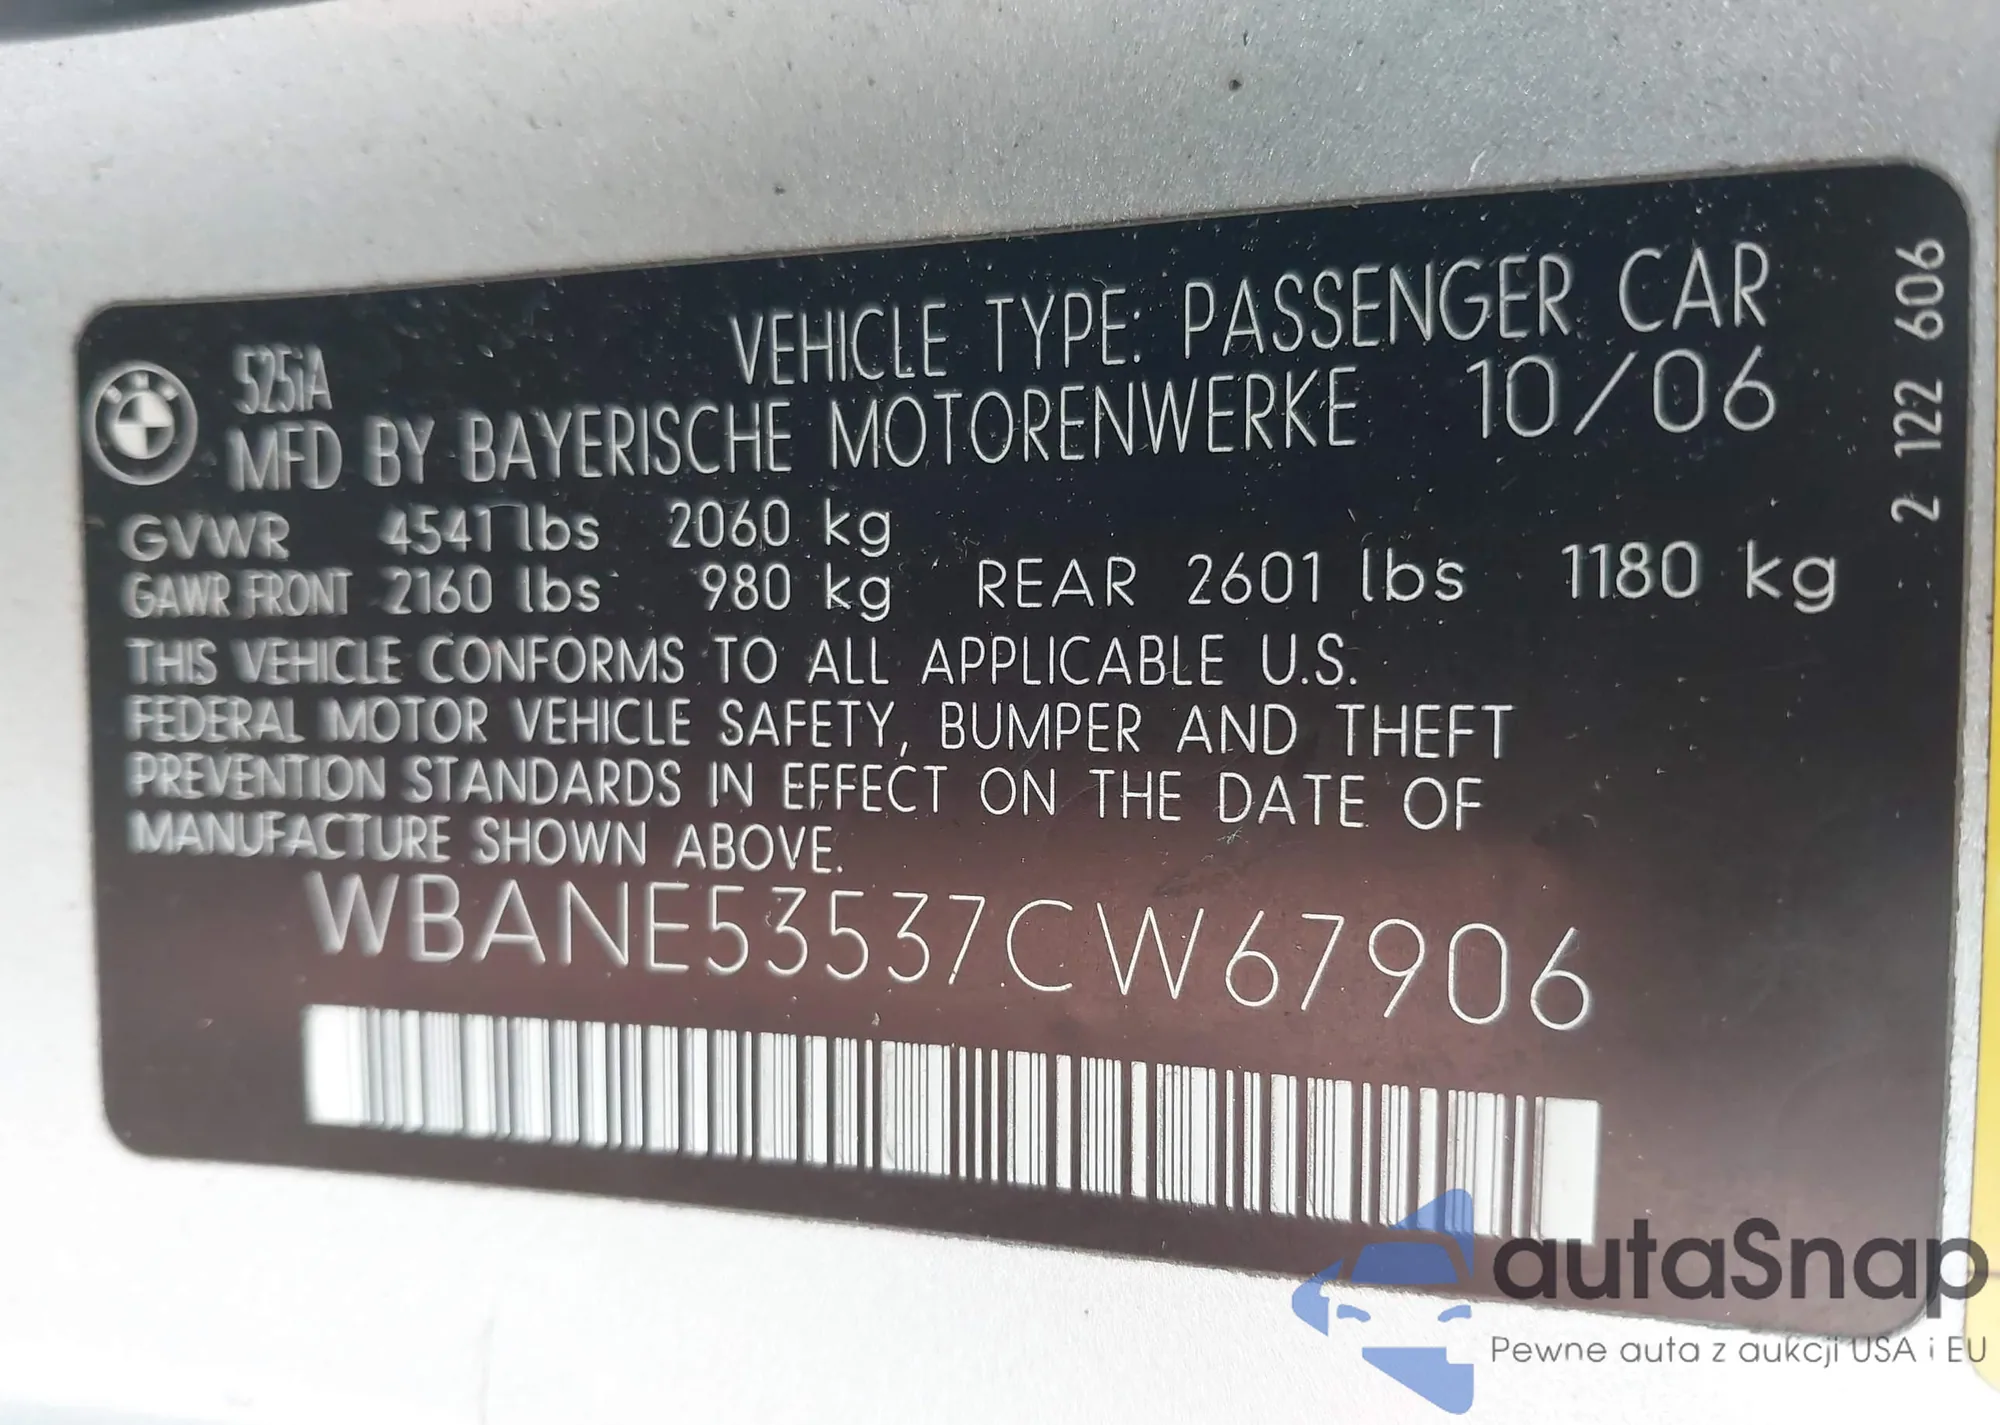 VEHICLE TYPE: PASSENGER CAR
525iA
MFD BY BAYERISCHE MOTORENWERKE 10/06
GVWR 4541 lbs 2060 kg
GAWR FRONT 2160 lbs 980 kg REAR 2601 lbs 1180 kg
THIS VEHICLE CONFORMS TO ALL APPLICABLE U.S.
FEDERAL MOTOR VEHICLE SAFETY, BUMPER AND THEFT
PREVENTION STANDARDS IN EFFECT ON THE DATE OF
MANUFACTURE SHOWN ABOVE.
WBANE53537CW67906
2 122 606
autaSnap
Pewne auta z aukcji USA i EU